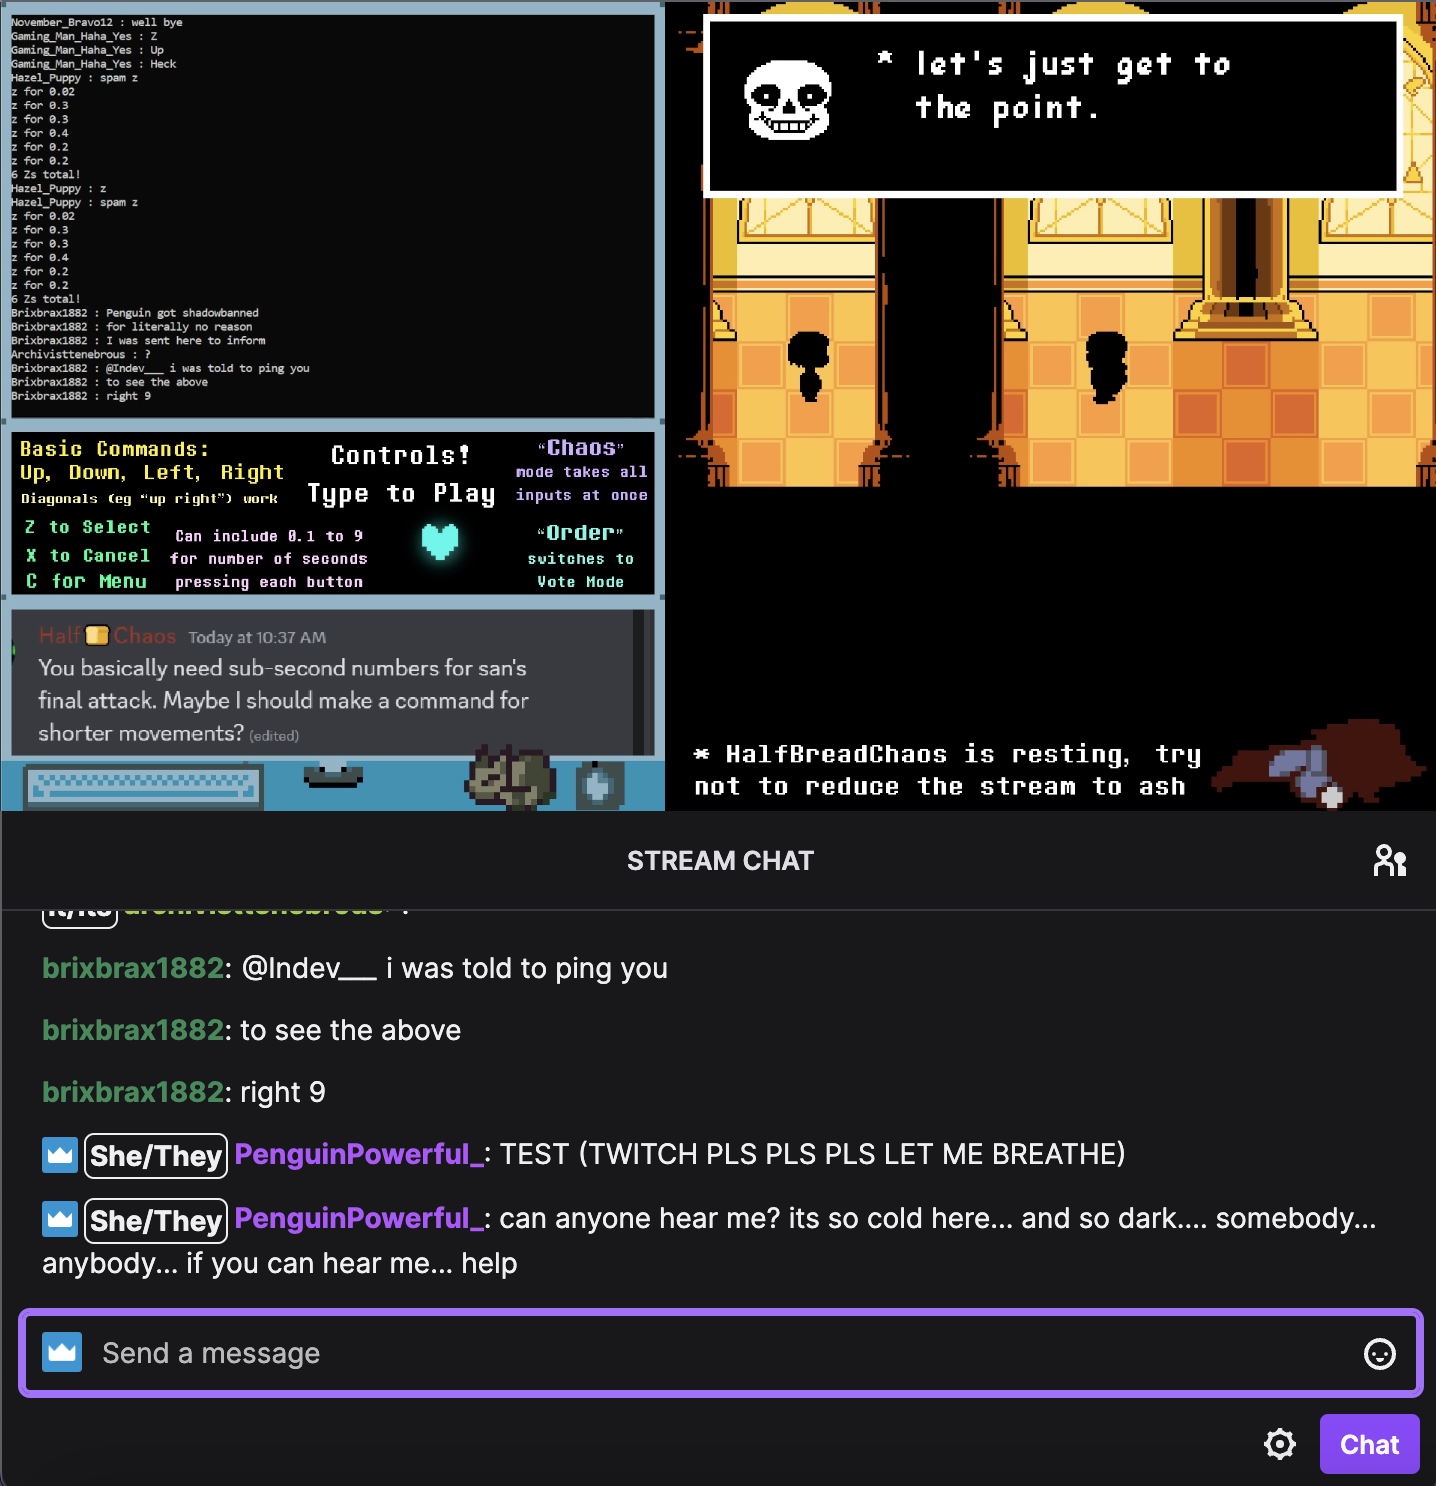 November_Bravo12 : well bye
Gaming_Man_Haha_Yes : Z
Gaming_Man_Haha_Yes : Up
Gaming_Man_Haha_Yes : Heck
Hazel_Puppy : spam z
z for 0.02
z for 0.3
z for 0.3
z for 0.4
z for 0.2
z for 0.2
6 Zs total!
Hazel_Puppy : z
Hazel_Puppy : spam z
z for 0.02
z for 0.3
z for 0.3
z for 0.4
z for 0.2
z for 0.2
6 Zs total!
Brixbrax1882 : Penguin got shadowbanned
Brixbrax1882 : for literally no reason
Brixbrax1882 : I was sent here to inform
Archivisttenebrous : ?
Brixbrax1882 : @Indev___ i was told to ping you
Brixbrax1882 : to see the above
Brixbrax1882 : right 9
* let's just get to
the point.
Basic Commands:
Up, Down, Left, Right
Diagonals (eg "up right") work
Z to Select
X to Cancel
C for Menu
Can include 0.1 to 9
for number of seconds
pressing each button
Controls!
Type to Play
"Chaos"
mode takes all
inputs at once
"Order"
switches to
Vote Mode
Half Chaos Today at 10:37 AM
You basically need sub-second numbers for san's
final attack. Maybe I should make a command for
shorter movements? (edited)
* HalfBreadChaos is resting, try
not to reduce the stream to ash
STREAM CHAT
It/Its archivisttenebrous: ?
brixbrax1882: @Indev___ i was told to ping you
brixbrax1882: to see the above
brixbrax1882: right 9
She/They PenguinPowerful_: TEST (TWITCH PLS PLS PLS LET ME BREATHE)
She/They PenguinPowerful_: can anyone hear me? its so cold here... and so dark.... somebody...
anybody... if you can hear me... help
Send a message
Chat